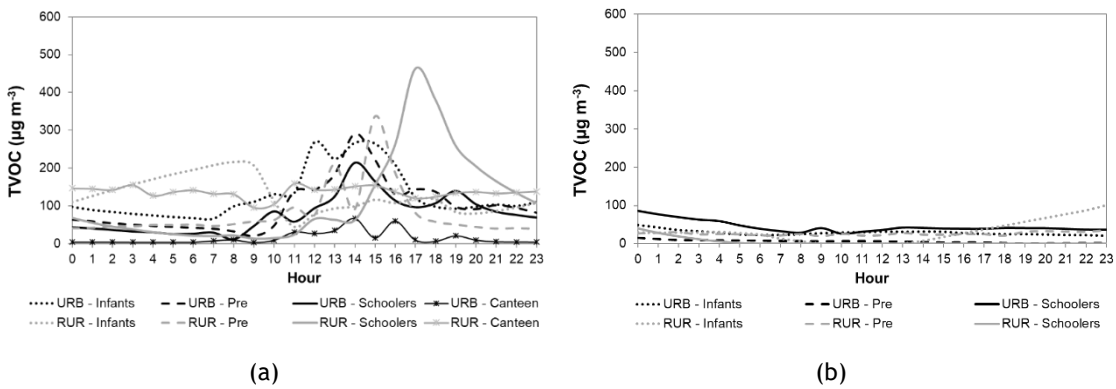 600
500
400
300
200
100
0
TVOC (µg m⁻³)
0 1 2 3 4 5 6 7 8 9 10 11 12 13 14 15 16 17 18 19 20 21 22 23
Hour
URB - Infants URB - Pre URB - Schoolers URB - Canteen
RUR - Infants RUR - Pre RUR - Schoolers RUR - Canteen
(a)
600
500
400
300
200
100
0
TVOC (µg m⁻³)
0 1 2 3 4 5 6 7 8 9 10 11 12 13 14 15 16 17 18 19 20 21 22 23
Hour
URB - Infants URB - Pre URB - Schoolers
RUR - Infants RUR - Pre RUR - Schoolers
(b)